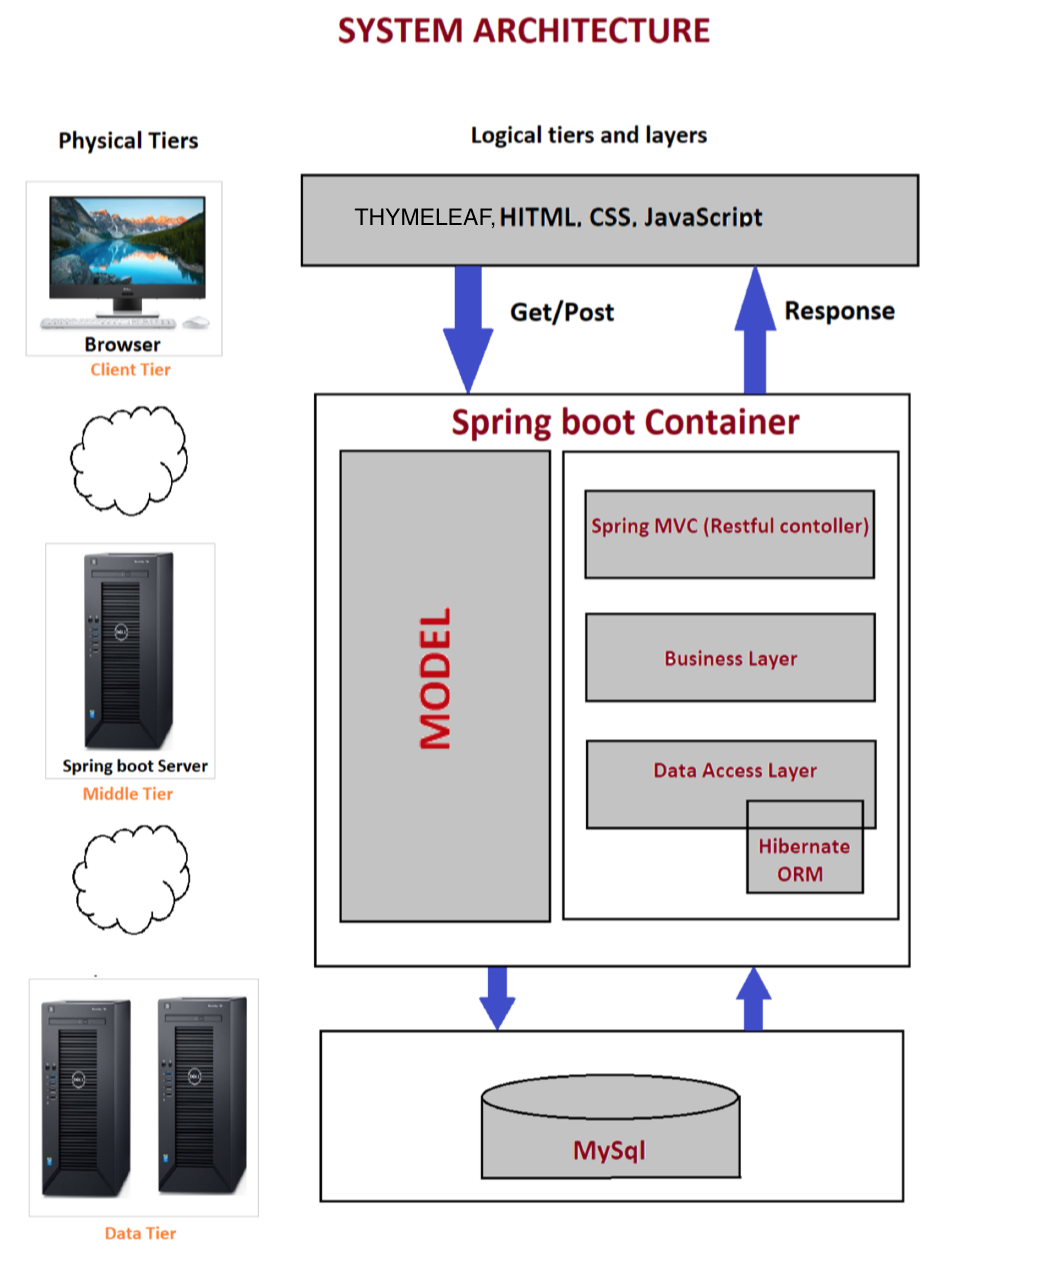 SYSTEM ARCHITECTURE
Physical Tiers
Logical tiers and layers
THYMELEAF, HITML, CSS, JavaScript
Browser
Client Tier
Get/Post
Response
Spring boot Container
MODEL
Spring MVC (Restful contoller)
Business Layer
Data Access Layer
Hibernate
ORM
Spring boot Server
Middle Tier
MySql
Data Tier